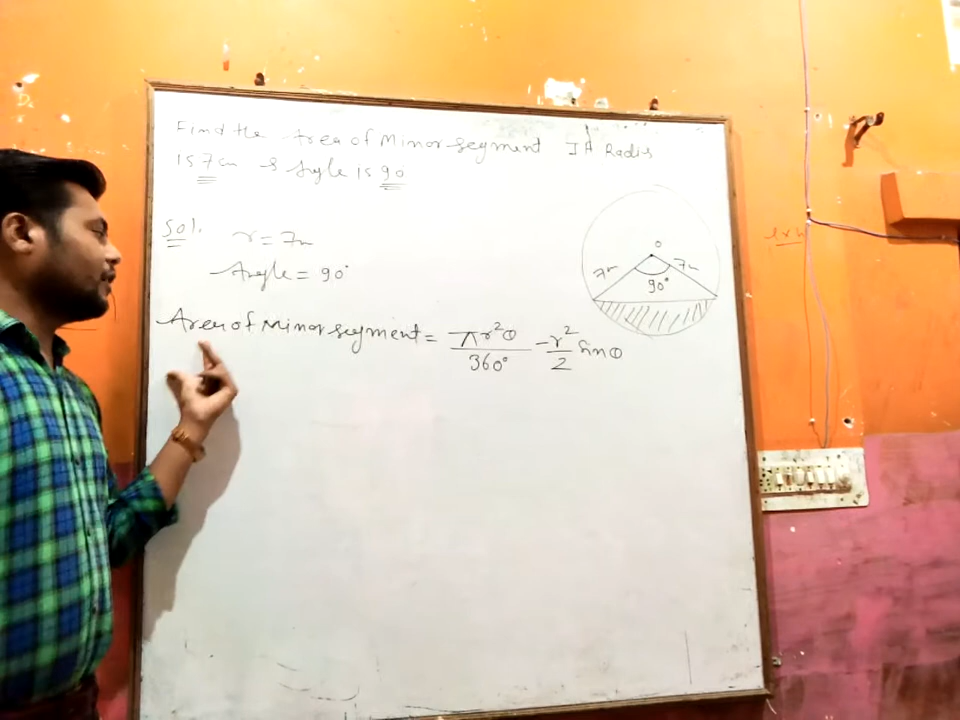 Find the Area of Minor segment If Radius
is 7cm & Angle is 90°
Sol.
r = 7cm
Angle = 90°
Area of Minor segment = πr²θ/360° - r²/2 Sinθ
O
7cm 7cm
90°